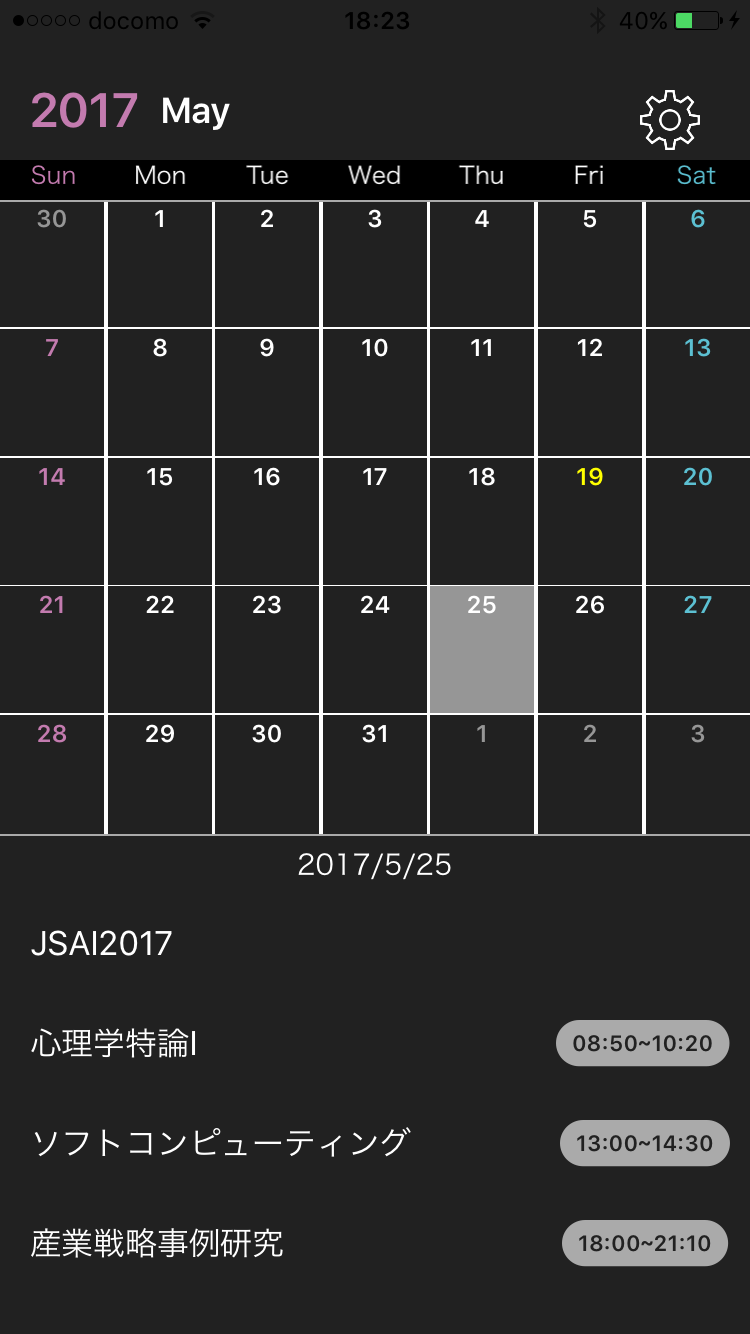 docomo 18:23 40%
2017 May
Sun Mon Tue Wed Thu Fri Sat
30 1 2 3 4 5 6
7 8 9 10 11 12 13
14 15 16 17 18 19 20
21 22 23 24 25 26 27
28 29 30 31 1 2 3
2017/5/25
JSAI2017
心理学特論I 08:50~10:20
ソフトコンピューティング 13:00~14:30
産業戦略事例研究 18:00~21:10